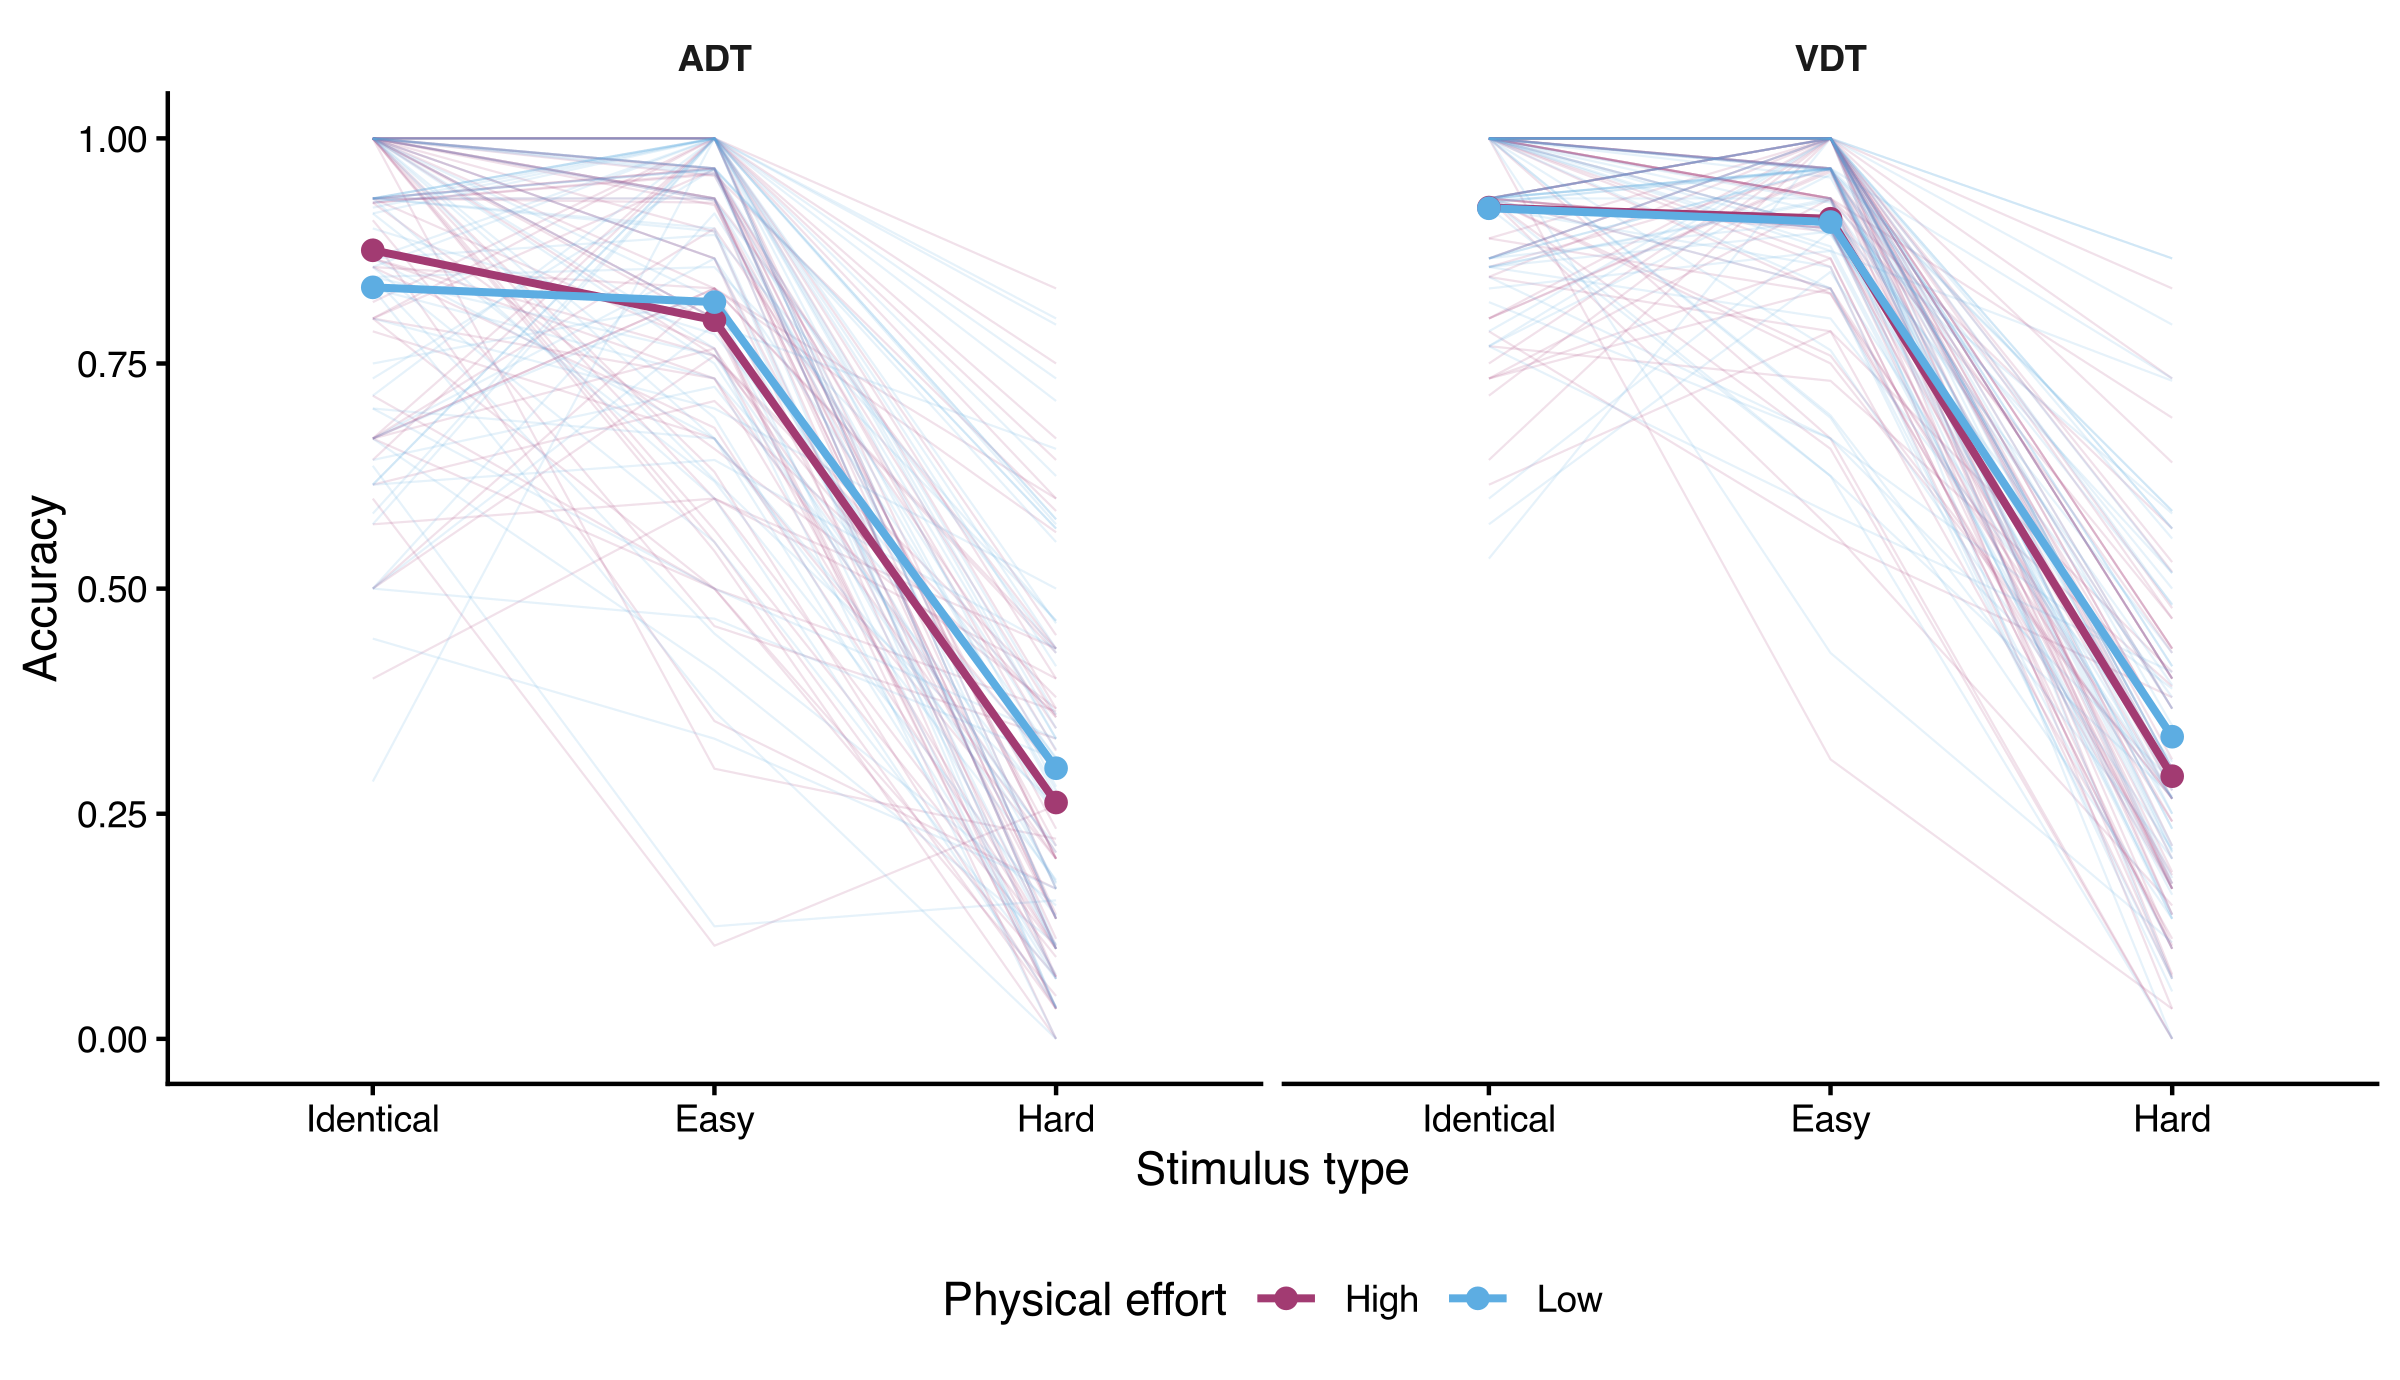 ADT
VDT
1.00
0.75
0.50
0.25
0.00
Accuracy
Identical Easy Hard
Identical Easy Hard
Stimulus type
Physical effort High Low